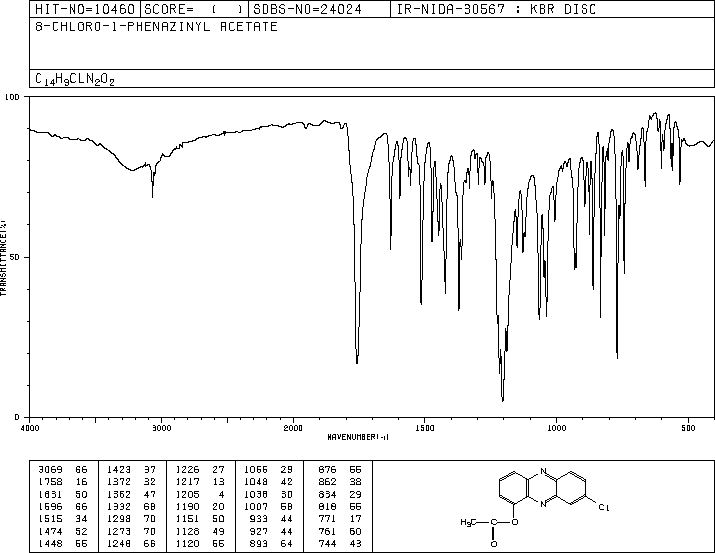 HIT-NO=10460 SCORE= ( ) SDBS-NO=24024 IR-NIDA-30567 : KBR DISC
8-CHLORO-1-PHENAZINYL ACETATE
C14H9CLN2O2
100
50
0
TRANSMITTANCE(%)
4000 3000 2000 1500 1000 500
WAVENUMBER(-1)
3069 66 1423 37 1226 27 1066 29 876 55
1758 16 1372 32 1217 13 1048 42 862 38
1631 50 1362 47 1205 4 1038 30 834 29
1596 66 1332 68 1190 20 1007 58 818 55
1515 34 1298 70 1151 50 933 44 771 17
1474 52 1273 70 1128 49 927 44 761 60
1448 55 1248 66 1120 55 893 64 744 43
N
N
Cl
H3C C O
O